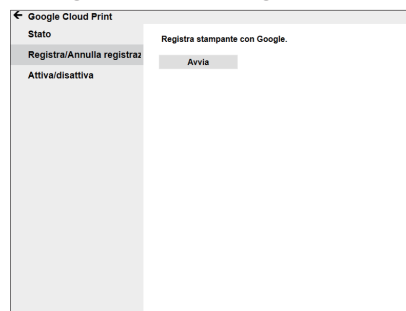 Google Cloud Print
Stato
Registra/Annulla registraz
Attiva/disattiva
Registra stampante con Google.
Avvia